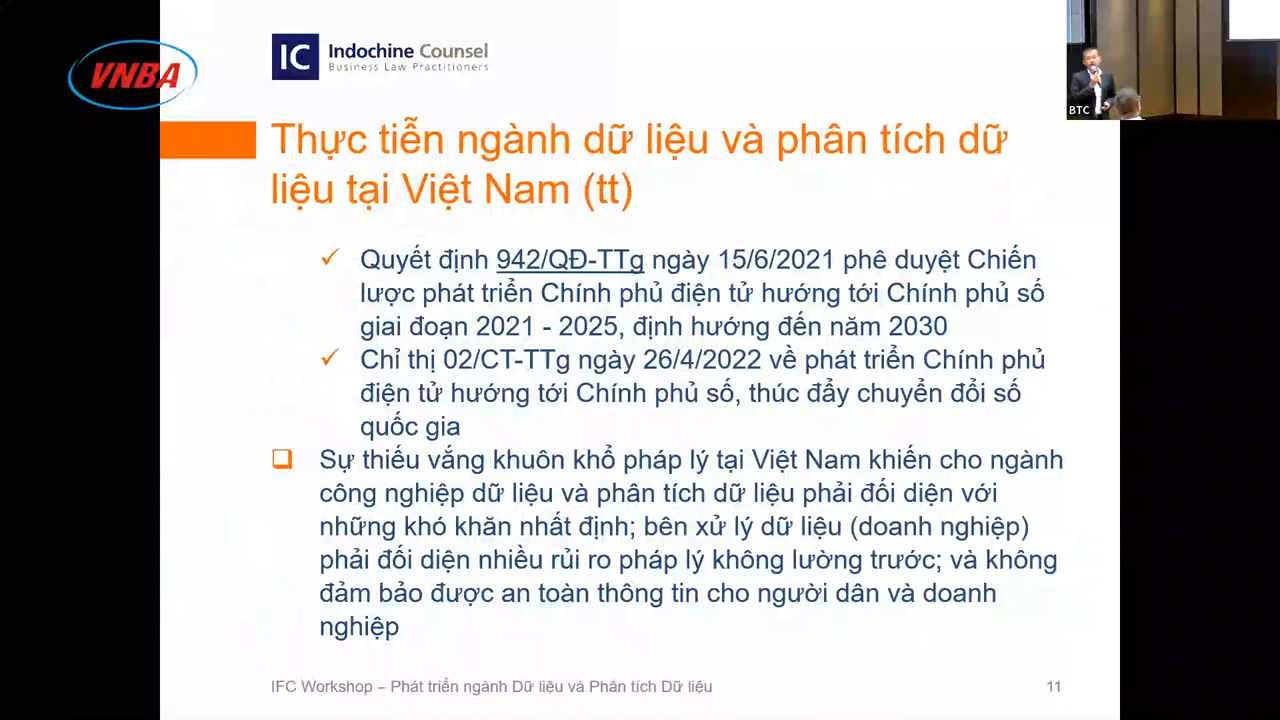 VNBA
IC Indochine Counsel
Business Law Practitioners
BTC
Thực tiễn ngành dữ liệu và phân tích dữ
liệu tại Việt Nam (tt)
✓ Quyết định 942/QĐ-TTg ngày 15/6/2021 phê duyệt Chiến
lược phát triển Chính phủ điện tử hướng tới Chính phủ số
giai đoạn 2021 - 2025, định hướng đến năm 2030
✓ Chỉ thị 02/CT-TTg ngày 26/4/2022 về phát triển Chính phủ
điện tử hướng tới Chính phủ số, thúc đẩy chuyển đổi số
quốc gia
❑ Sự thiếu vắng khuôn khổ pháp lý tại Việt Nam khiến cho ngành
công nghiệp dữ liệu và phân tích dữ liệu phải đối diện với
những khó khăn nhất định; bên xử lý dữ liệu (doanh nghiệp)
phải đối diện nhiều rủi ro pháp lý không lường trước; và không
đảm bảo được an toàn thông tin cho người dân và doanh
nghiệp
IFC Workshop – Phát triển ngành Dữ liệu và Phân tích Dữ liệu
11